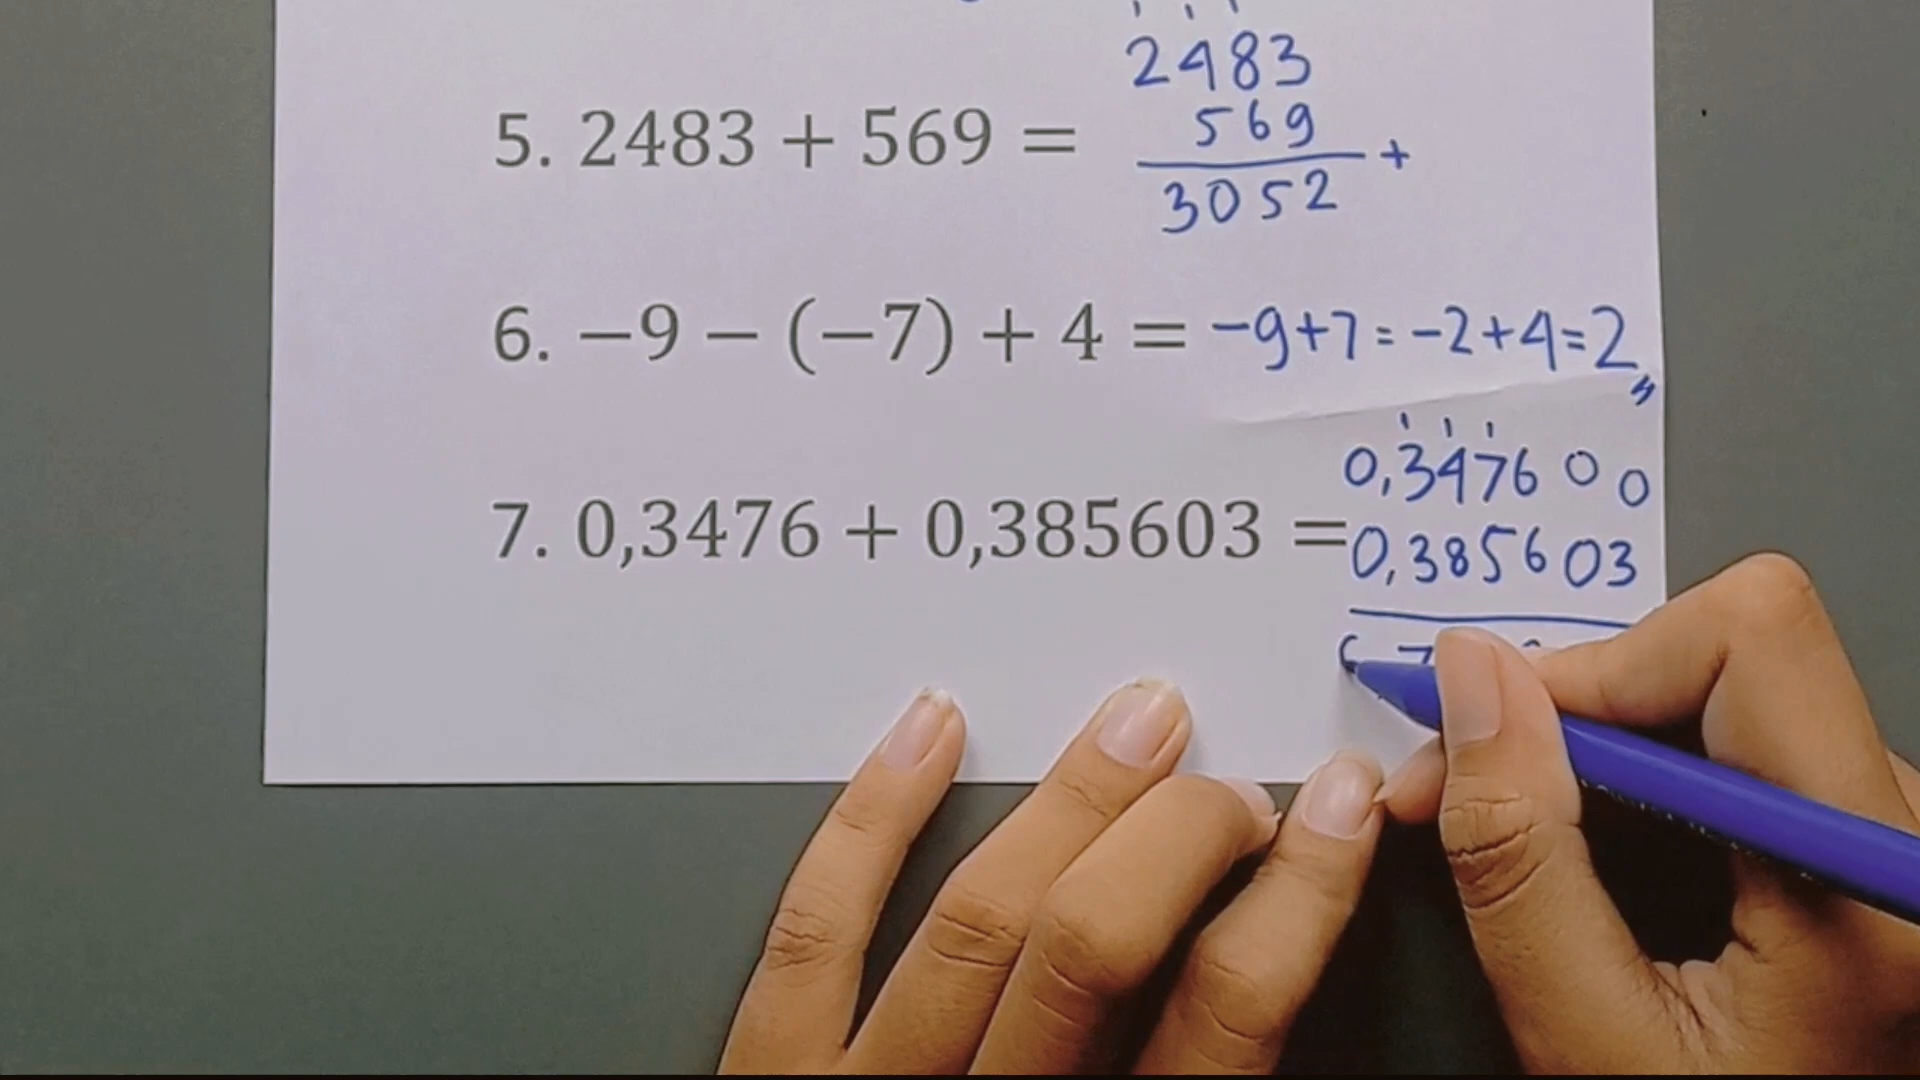 2483
5. 2483 + 569 =
569
+
3052
6. −9 − (−7) + 4 = -9+7=-2+4=2
0,347600
7. 0,3476 + 0,385603 =
0,385603
7